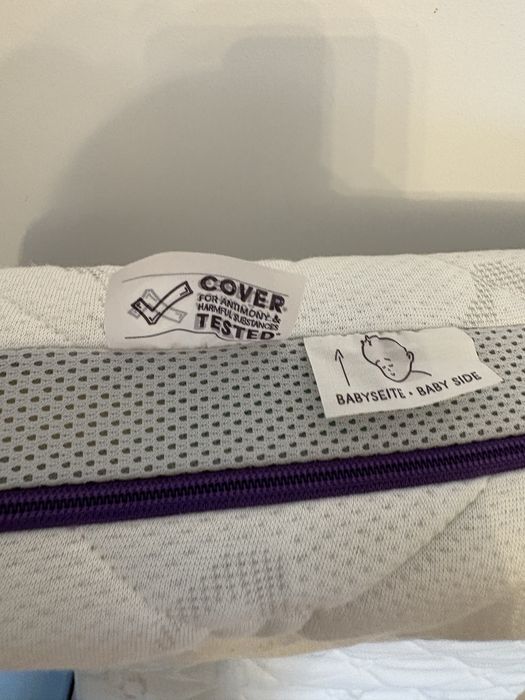 COVER
FOR ANTIMONY &
HARMFUL SUBSTANCES
TESTED
BABYSEITE • BABY SIDE